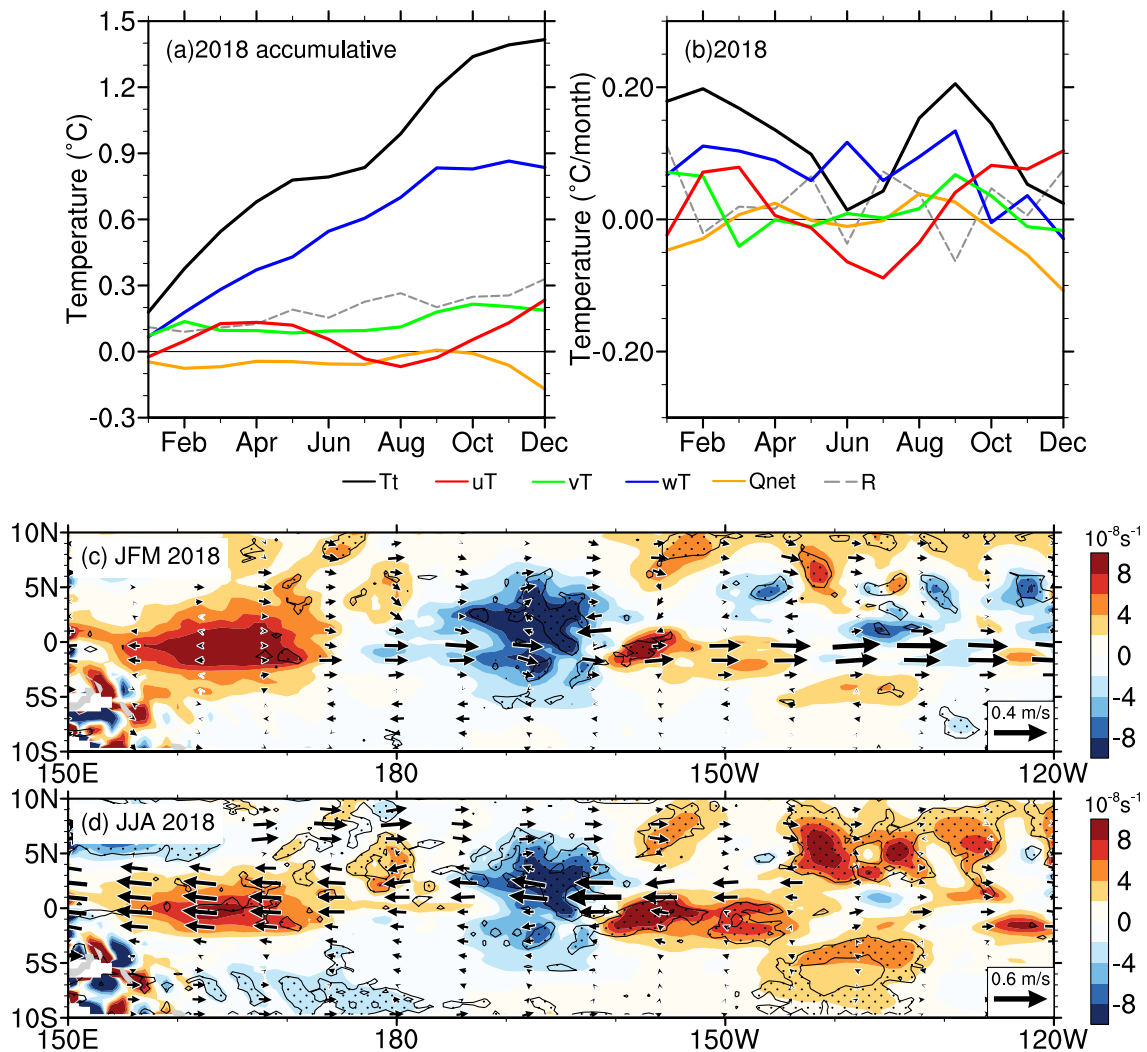 (a)2018 accumulative
Temperature (°C)
1.5
1.2
0.9
0.6
0.3
0.0
-0.3
Feb Apr Jun Aug Oct Dec
(b)2018
Temperature (°C/month)
0.20
0.00
-0.20
Feb Apr Jun Aug Oct Dec
Tt uT vT wT Qnet R
(c) JFM 2018
10N
5N
0
5S
10S
150E 180 150W 120W
0.4 m/s
10⁻⁸s⁻¹
8
4
0
-4
-8
(d) JJA 2018
10N
5N
0
5S
10S
150E 180 150W 120W
0.6 m/s
10⁻⁸s⁻¹
8
4
0
-4
-8